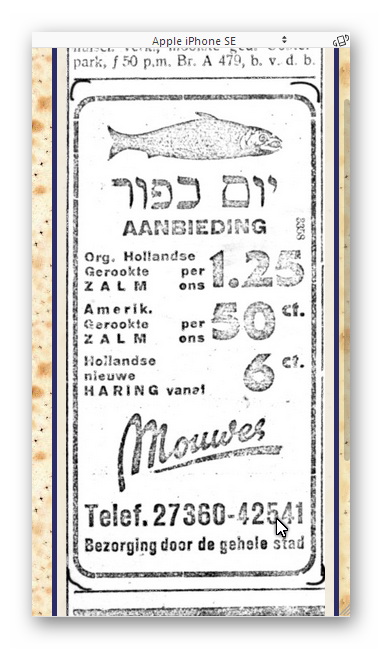 Apple iPhone SE
park, f 50 p.m. Br. A 479, b. v. d. b.
יום כפור
AANBIEDING
Org. Hollandse
Gerookte per
ZALM ons 1.25
Amerik.
Gerookte per
ZALM ons 50 ct.
Hollandse
nieuwe
HARING vanaf 6 ct.
Mouwes
Telef. 27360-42541
Bezorging door de gehele stad